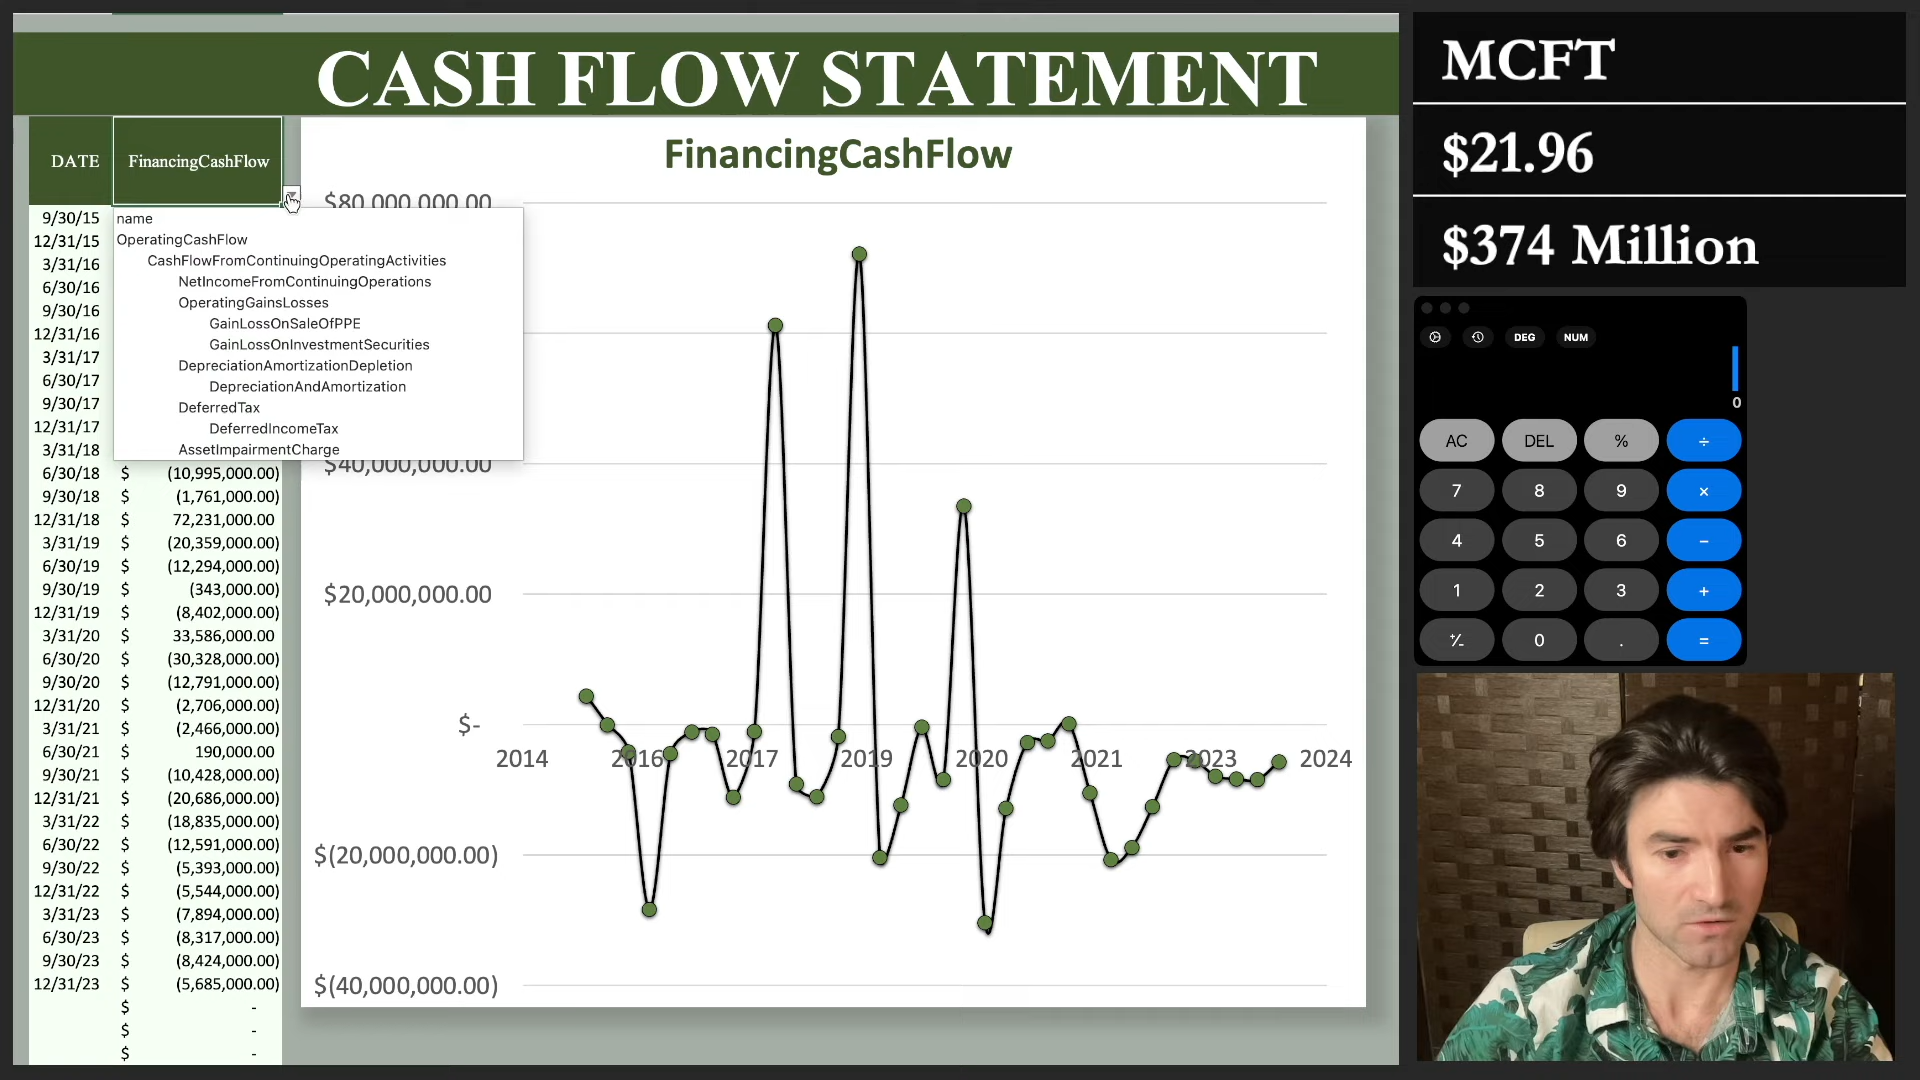 CASH FLOW STATEMENT
DATE FinancingCashFlow
9/30/15
12/31/15
3/31/16
6/30/16
9/30/16
12/31/16
3/31/17
6/30/17
9/30/17
12/31/17
3/31/18
6/30/18 $ (10,995,000.00)
9/30/18 $ (1,761,000.00)
12/31/18 $ 72,231,000.00
3/31/19 $ (20,359,000.00)
6/30/19 $ (12,294,000.00)
9/30/19 $ (343,000.00)
12/31/19 $ (8,402,000.00)
3/31/20 $ 33,586,000.00
6/30/20 $ (30,328,000.00)
9/30/20 $ (12,791,000.00)
12/31/20 $ (2,706,000.00)
3/31/21 $ (2,466,000.00)
6/30/21 $ 190,000.00
9/30/21 $ (10,428,000.00)
12/31/21 $ (20,686,000.00)
3/31/22 $ (18,835,000.00)
6/30/22 $ (12,591,000.00)
9/30/22 $ (5,393,000.00)
12/31/22 $ (5,544,000.00)
3/31/23 $ (7,894,000.00)
6/30/23 $ (8,317,000.00)
9/30/23 $ (8,424,000.00)
12/31/23 $ (5,685,000.00)
$ -
$ -
$ -
name
OperatingCashFlow
CashFlowFromContinuingOperatingActivities
NetIncomeFromContinuingOperations
OperatingGainsLosses
GainLossOnSaleOfPPE
GainLossOnInvestmentSecurities
DepreciationAmortizationDepletion
DepreciationAndAmortization
DeferredTax
DeferredIncomeTax
AssetImpairmentCharge
FinancingCashFlow
$80,000,000.00
$40,000,000.00
$20,000,000.00
$-
2014 2016 2017 2019 2020 2021 2023 2024
$(20,000,000.00)
$(40,000,000.00)
MCFT
$21.96
$374 Million
DEG NUM
0
AC DEL % ÷
7 8 9 ×
4 5 6 −
1 2 3 +
⁺∕₋ 0 . =